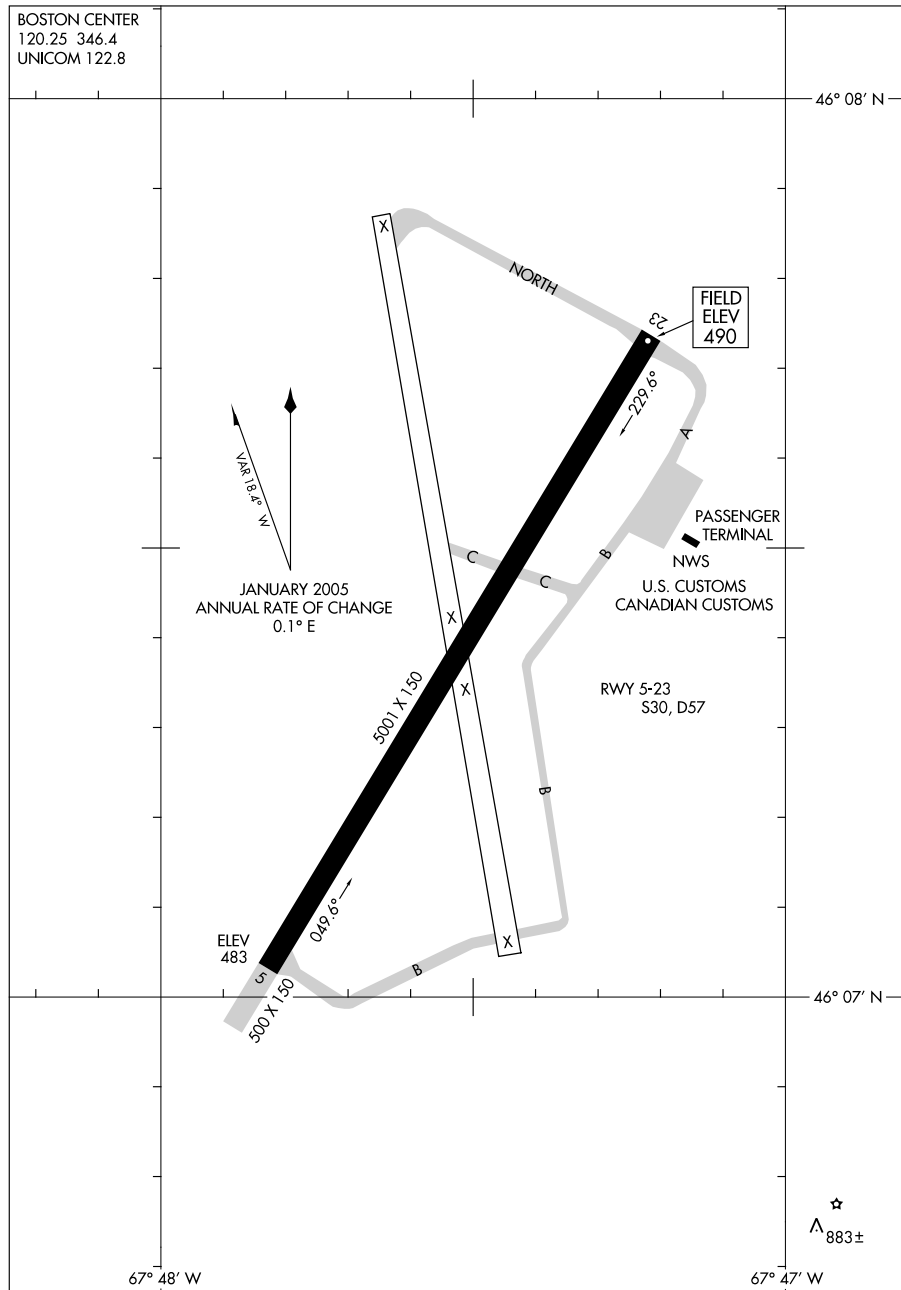 BOSTON CENTER
120.25 346.4
UNICOM 122.8
46° 08' N
X
NORTH
FIELD
ELEV
490
23
229.6°
A
VAR 18.4° W
PASSENGER
TERMINAL
NWS
U.S. CUSTOMS
CANADIAN CUSTOMS
B
C
C
JANUARY 2005
ANNUAL RATE OF CHANGE
0.1° E
X
X
RWY 5-23
S30, D57
5001 X 150
B
049.6°
ELEV
483
X
B
5
500 X 150
46° 07' N
883±
67° 48' W
67° 47' W